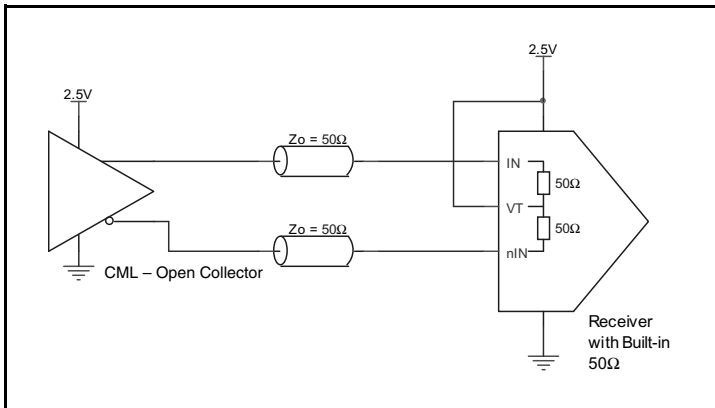 2.5V
2.5V
Zo = 50Ω
IN
50Ω
VT
Zo = 50Ω
50Ω
nIN
CML – Open Collector
Receiver
with Built-in
50Ω